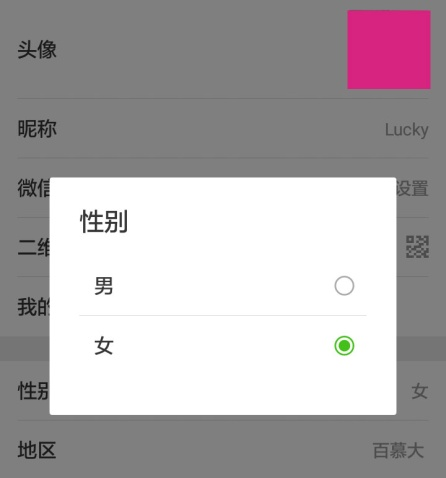 头像
昵称 Lucky
微信 设置
二维
我的
性别
男
女
性别 女
地区 百慕大